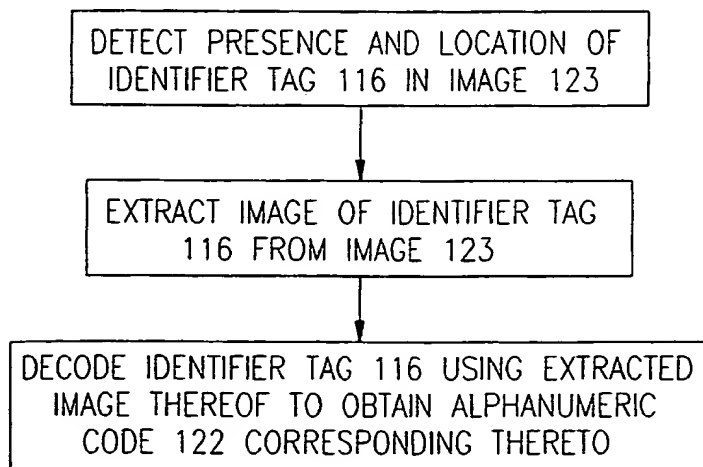 DETECT PRESENCE AND LOCATION OF
IDENTIFIER TAG 116 IN IMAGE 123
EXTRACT IMAGE OF IDENTIFIER TAG
116 FROM IMAGE 123
DECODE IDENTIFIER TAG 116 USING EXTRACTED
IMAGE THEREOF TO OBTAIN ALPHANUMERIC
CODE 122 CORRESPONDING THERETO